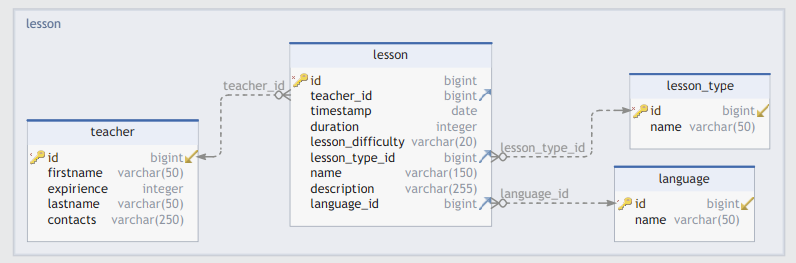 lesson
lesson
id bigint
teacher_id bigint
timestamp date
duration integer
lesson_difficulty varchar(20)
lesson_type_id bigint
name varchar(150)
description varchar(255)
language_id bigint
teacher_id
teacher
id bigint
firstname varchar(50)
expirience integer
lastname varchar(50)
contacts varchar(250)
lesson_type_id
lesson_type
id bigint
name varchar(50)
language_id
language
id bigint
name varchar(50)